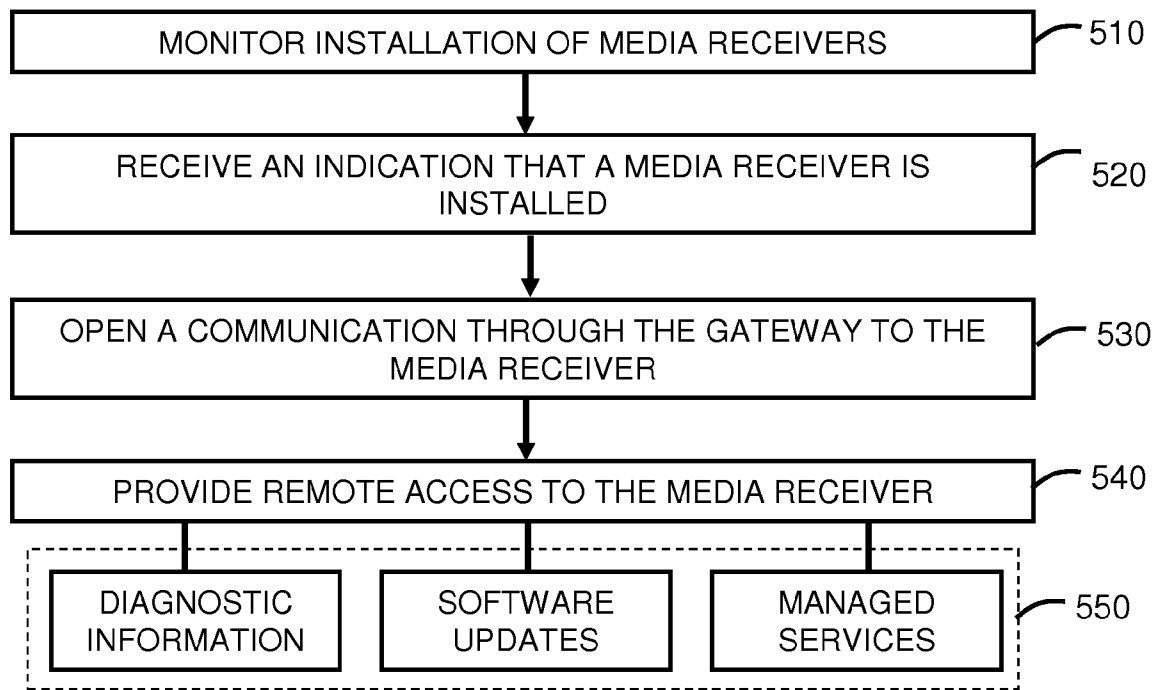 MONITOR INSTALLATION OF MEDIA RECEIVERS
510
RECEIVE AN INDICATION THAT A MEDIA RECEIVER IS
INSTALLED
520
OPEN A COMMUNICATION THROUGH THE GATEWAY TO THE
MEDIA RECEIVER
530
PROVIDE REMOTE ACCESS TO THE MEDIA RECEIVER
540
DIAGNOSTIC
INFORMATION
SOFTWARE
UPDATES
MANAGED
SERVICES
550